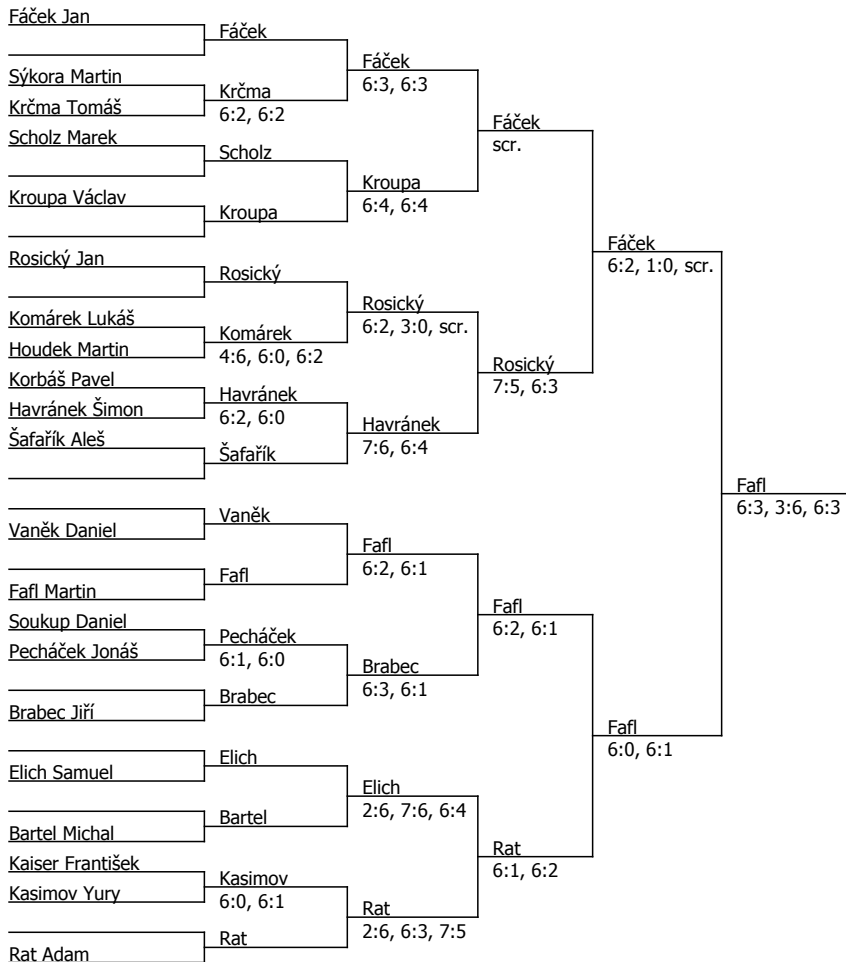 Fáček Jan
Sýkora Martin
Krčma Tomáš
Scholz Marek
Kroupa Václav
Rosický Jan
Komárek Lukáš
Houdek Martin
Korbáš Pavel
Havránek Šimon
Šafařík Aleš
Vaněk Daniel
Fafl Martin
Soukup Daniel
Pecháček Jonáš
Brabec Jiří
Elich Samuel
Bartel Michal
Kaiser František
Kasimov Yury
Rat Adam
Fáček
Krčma
6:2, 6:2
Scholz
Kroupa
Rosický
Komárek
4:6, 6:0, 6:2
Havránek
6:2, 6:0
Šafařík
Vaněk
Fafl
Pecháček
6:1, 6:0
Brabec
Elich
Bartel
Kasimov
6:0, 6:1
Rat
Fáček
6:3, 6:3
Kroupa
6:4, 6:4
Rosický
6:2, 3:0, scr.
Havránek
7:6, 6:4
Fafl
6:2, 6:1
Brabec
6:3, 6:1
Elich
2:6, 7:6, 6:4
Rat
2:6, 6:3, 7:5
Fáček
scr.
Rosický
7:5, 6:3
Fafl
6:2, 6:1
Rat
6:1, 6:2
Fáček
6:2, 1:0, scr.
Fafl
6:0, 6:1
Fafl
6:3, 3:6, 6:3